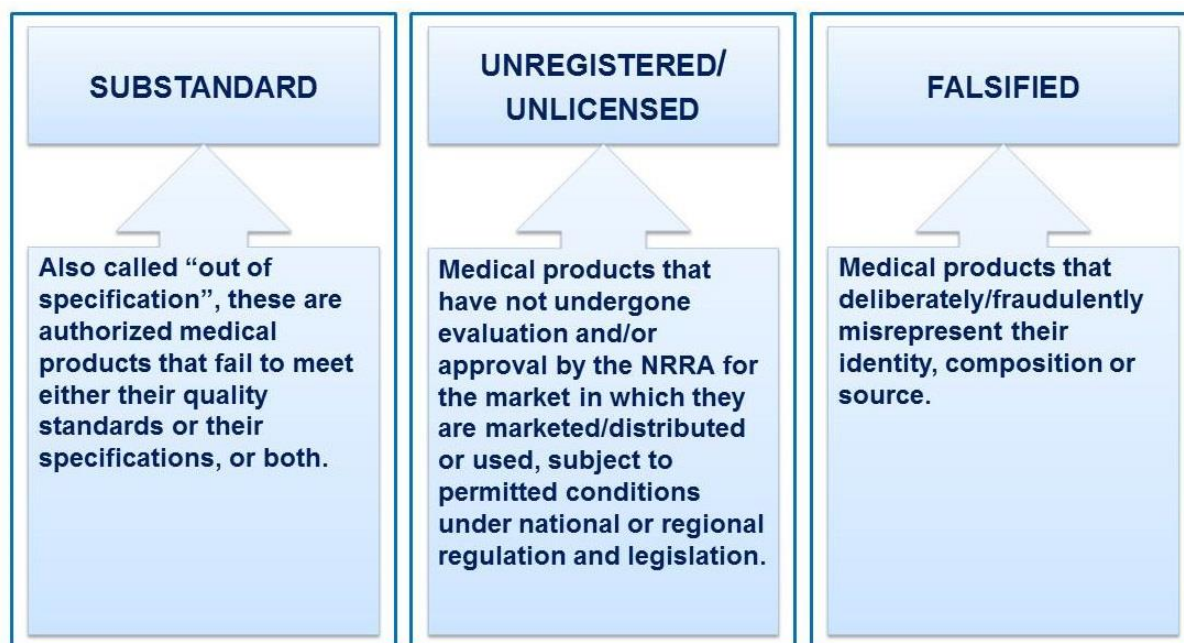 SUBSTANDARD
Also called “out of
specification”, these are
authorized medical
products that fail to meet
either their quality
standards or their
specifications, or both.
UNREGISTERED/
UNLICENSED
Medical products that
have not undergone
evaluation and/or
approval by the NRRA for
the market in which they
are marketed/distributed
or used, subject to
permitted conditions
under national or regional
regulation and legislation.
FALSIFIED
Medical products that
deliberately/fraudulently
misrepresent their
identity, composition or
source.